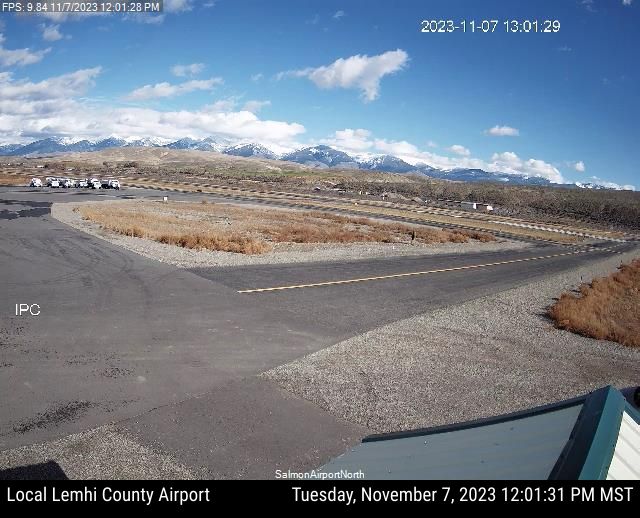 FPS: 9.84 11/7/2023 12:01:28 PM
2023-11-07 13:01:29
IPC
SalmonAirportNorth
Local Lemhi County Airport
Tuesday, November 7, 2023 12:01:31 PM MST